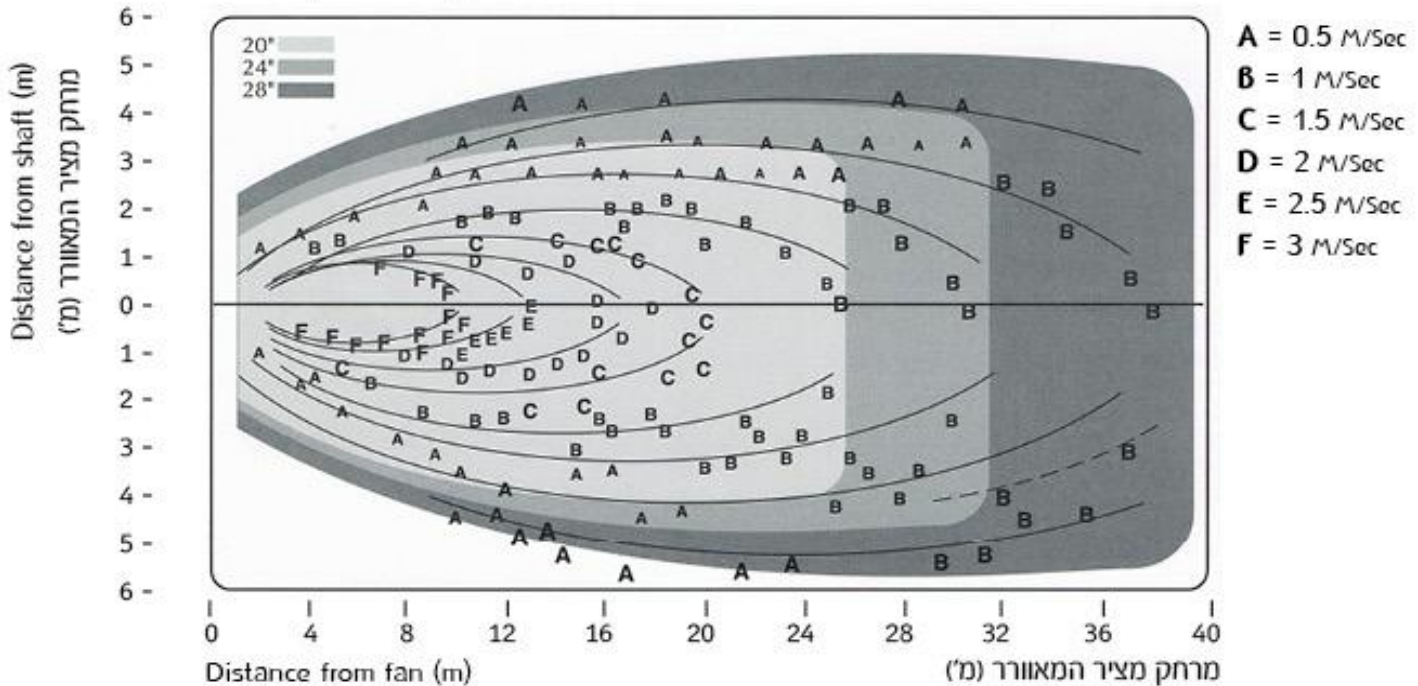 6 -
5 -
4 -
3 -
2 -
1 -
0 -
1 -
2 -
3 -
4 -
5 -
6 -
Distance from shaft (m)
מרחק מציר המאוורר (מ')
20"
24"
28"
A = 0.5 M/Sec
B = 1 M/Sec
C = 1.5 M/Sec
D = 2 M/Sec
E = 2.5 M/Sec
F = 3 M/Sec
0 4 8 12 16 20 24 28 32 36 40
Distance from fan (m) מרחק מציר המאוורר (מ')